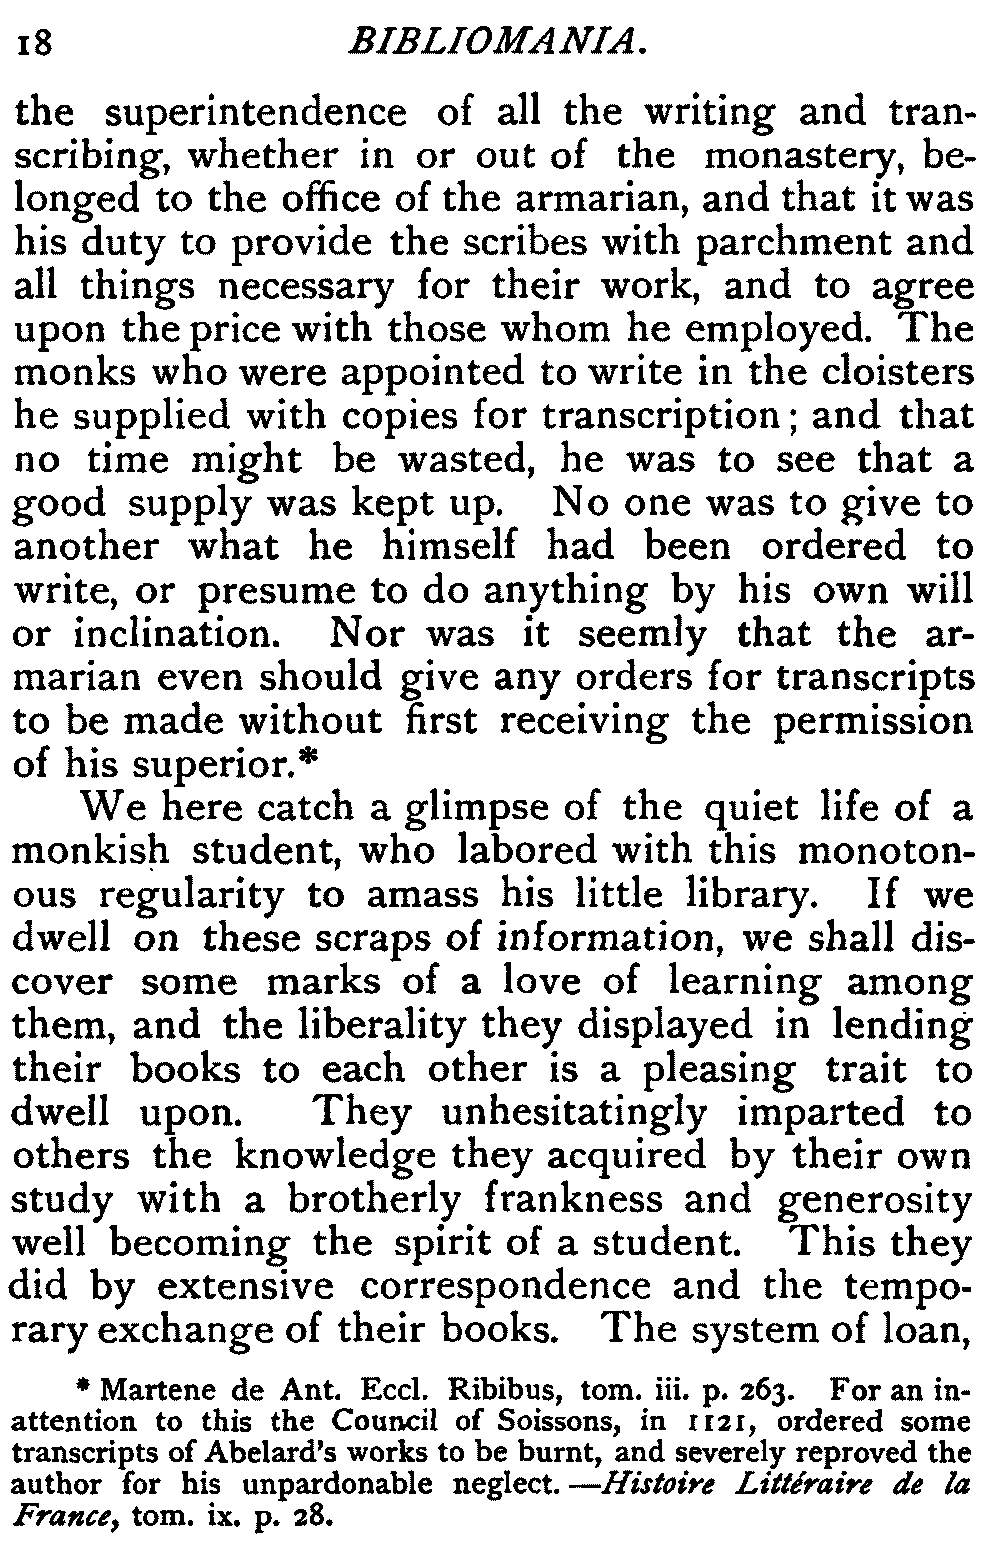 18 BIBLIOMANIA.
the superintendence of all the writing and tran-
scribing, whether in or out of the monastery, be-
longed to the office of the armarian, and that it was
his duty to provide the scribes with parchment and
all things necessary for their work, and to agree
upon the price with those whom he employed. The
monks who were appointed to write in the cloisters
he supplied with copies for transcription; and that
no time might be wasted, he was to see that a
good supply was kept up. No one was to give to
another what he himself had been ordered to
write, or presume to do anything by his own will
or inclination. Nor was it seemly that the ar-
marian even should give any orders for transcripts
to be made without first receiving the permission
of his superior.*
We here catch a glimpse of the quiet life of a
monkish student, who labored with this monoton-
ous regularity to amass his little library. If we
dwell on these scraps of information, we shall dis-
cover some marks of a love of learning among
them, and the liberality they displayed in lending
their books to each other is a pleasing trait to
dwell upon. They unhesitatingly imparted to
others the knowledge they acquired by their own
study with a brotherly frankness and generosity
well becoming the spirit of a student. This they
did by extensive correspondence and the tempo-
rary exchange of their books. The system of loan,
* Martene de Ant. Eccl. Ribibus, tom. iii. p. 263. For an in-
attention to this the Council of Soissons, in 1121, ordered some
transcripts of Abelard's works to be burnt, and severely reproved the
author for his unpardonable neglect.—Histoire Littéraire de la
France, tom. ix. p. 28.